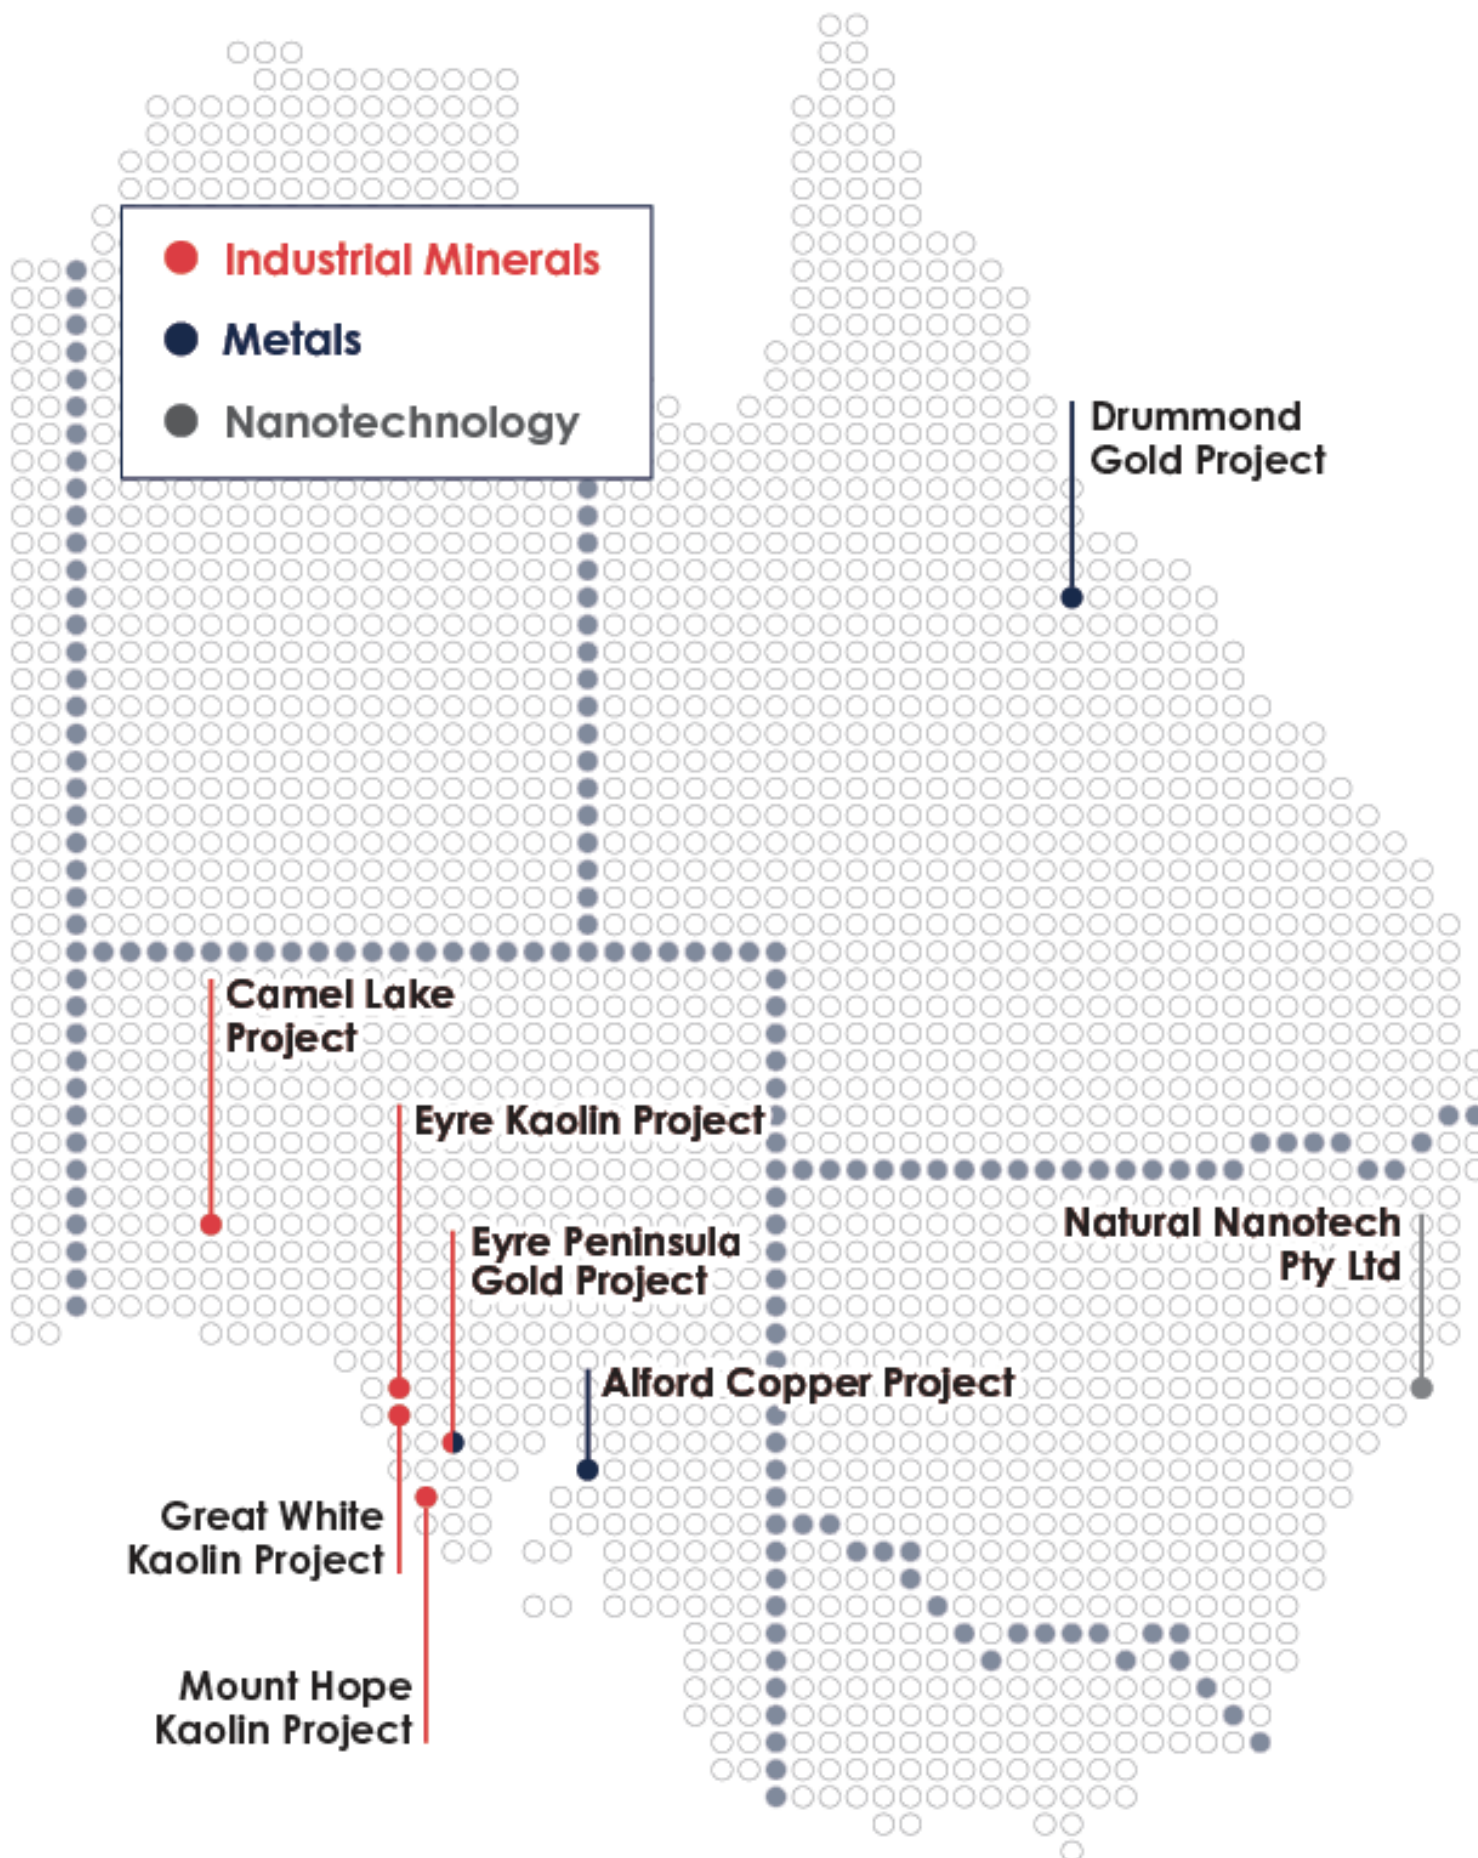 Industrial Minerals
Metals
Nanotechnology
Drummond
Gold Project
Camel Lake
Project
Eyre Kaolin Project
Natural Nanotech
Pty Ltd
Eyre Peninsula
Gold Project
Alford Copper Project
Great White
Kaolin Project
Mount Hope
Kaolin Project